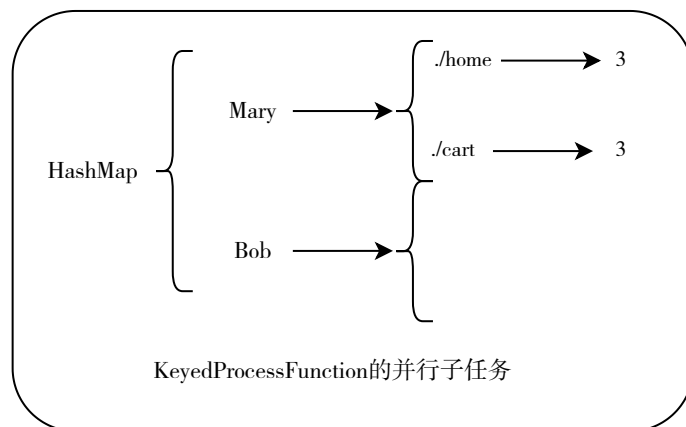 ./home 3
Mary
./cart 3
HashMap
Bob
KeyedProcessFunction的并行子任务